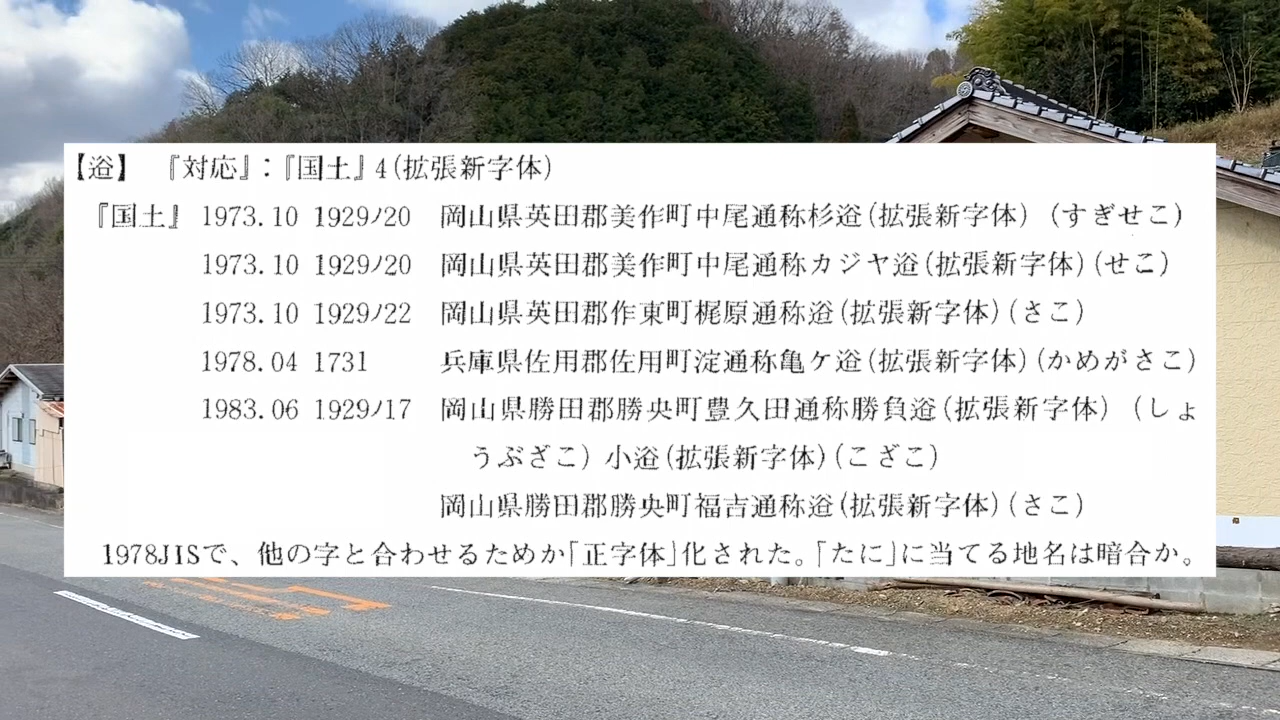 【逧】 『対応』：『国土』4(拡張新字体)
『国土』 1973.10 1929ノ20 岡山県英田郡美作町中尾通称杉逧(拡張新字体) (すぎせこ)
1973.10 1929ノ20 岡山県英田郡美作町中尾通称カジヤ逧(拡張新字体)(せこ)
1973.10 1929ノ22 岡山県英田郡作東町梶原通称逧(拡張新字体)(さこ)
1978.04 1731 兵庫県佐用郡佐用町淀通称亀ケ逧(拡張新字体)(かめがさこ)
1983.06 1929ノ17 岡山県勝田郡勝央町豊久田通称勝負逧(拡張新字体) (しょ
うぶざこ) 小逧(拡張新字体)(こざこ)
岡山県勝田郡勝央町福吉通称逧(拡張新字体)(さこ)
1978JISで、他の字と合わせるためか「正字体」化された。「たに」に当てる地名は暗合か。